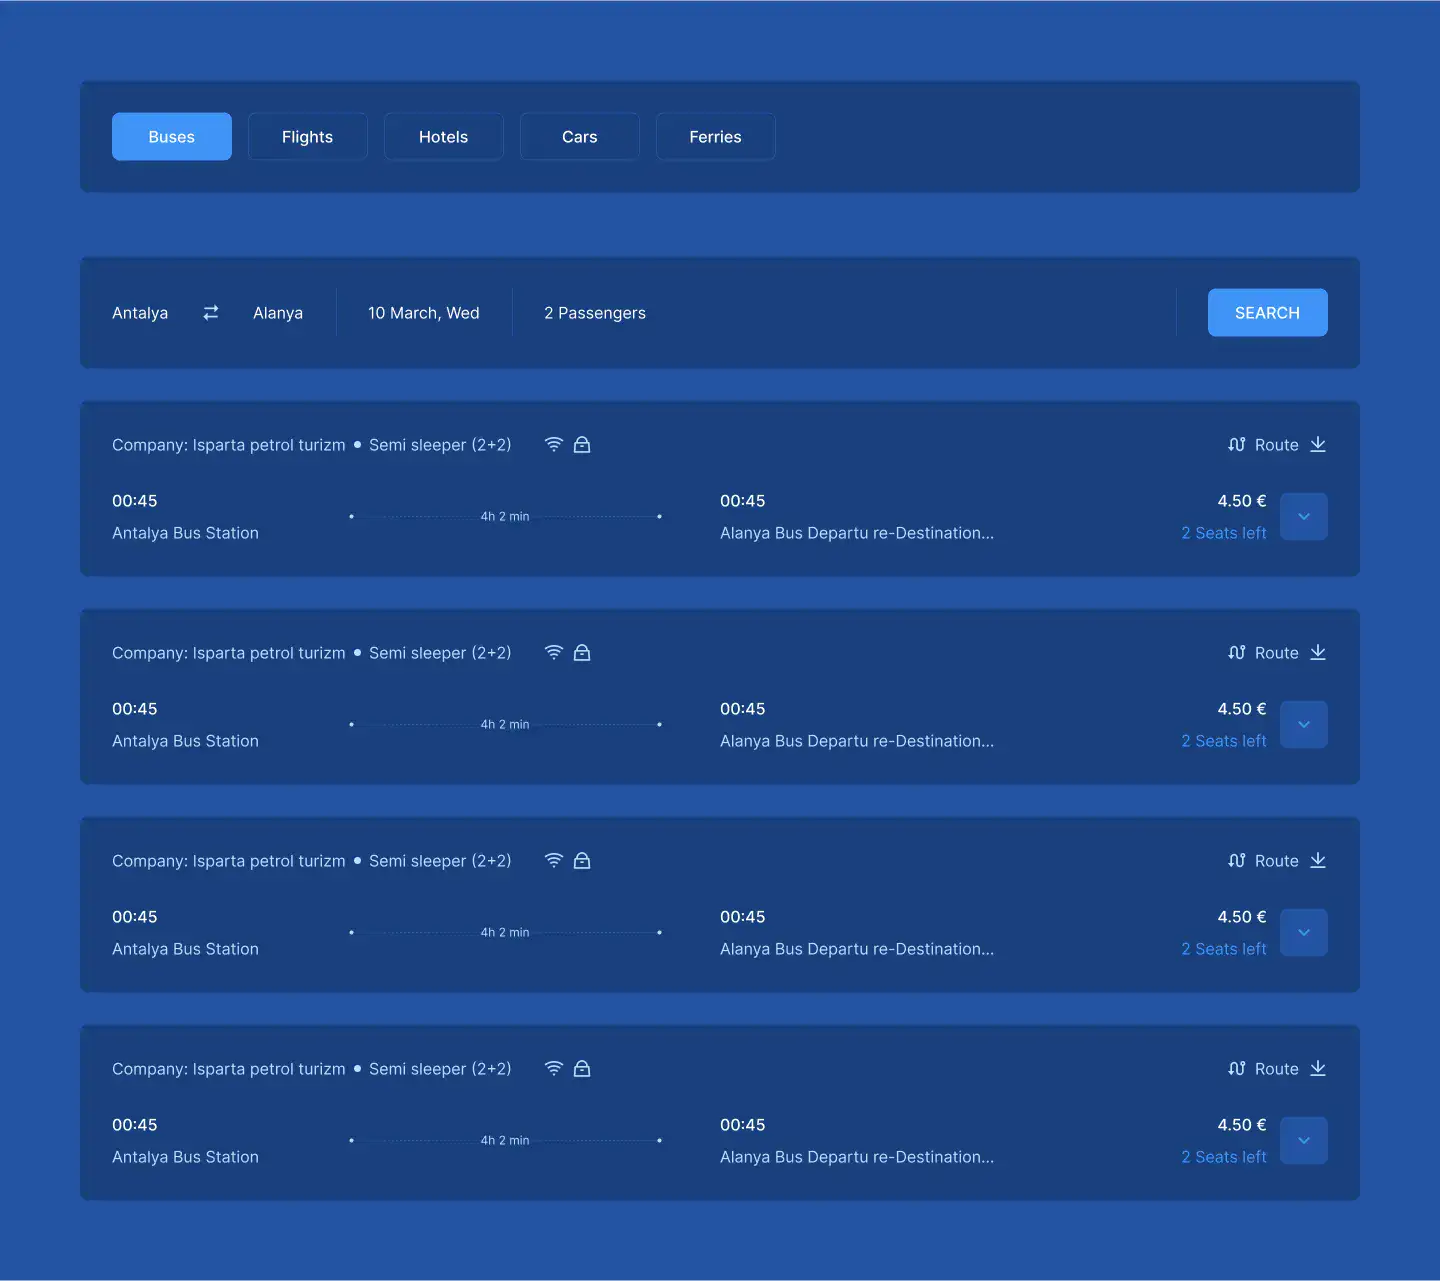 Buses Flights Hotels Cars Ferries
Antalya Alanya 10 March, Wed 2 Passengers SEARCH
Company: Isparta petrol turizm • Semi sleeper (2+2) Route
00:45 00:45 4.50 €
4h 2 min
Antalya Bus Station Alanya Bus Departu re-Destination... 2 Seats left
Company: Isparta petrol turizm • Semi sleeper (2+2) Route
00:45 00:45 4.50 €
4h 2 min
Antalya Bus Station Alanya Bus Departu re-Destination... 2 Seats left
Company: Isparta petrol turizm • Semi sleeper (2+2) Route
00:45 00:45 4.50 €
4h 2 min
Antalya Bus Station Alanya Bus Departu re-Destination... 2 Seats left
Company: Isparta petrol turizm • Semi sleeper (2+2) Route
00:45 00:45 4.50 €
4h 2 min
Antalya Bus Station Alanya Bus Departu re-Destination... 2 Seats left